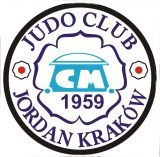 JUDO CLUB
CM
1959
JORDAN KRAKÓW